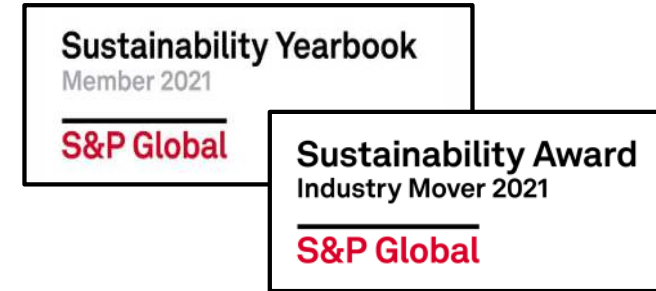 Sustainability Yearbook
Member 2021
S&P Global
Sustainability Award
Industry Mover 2021
S&P Global